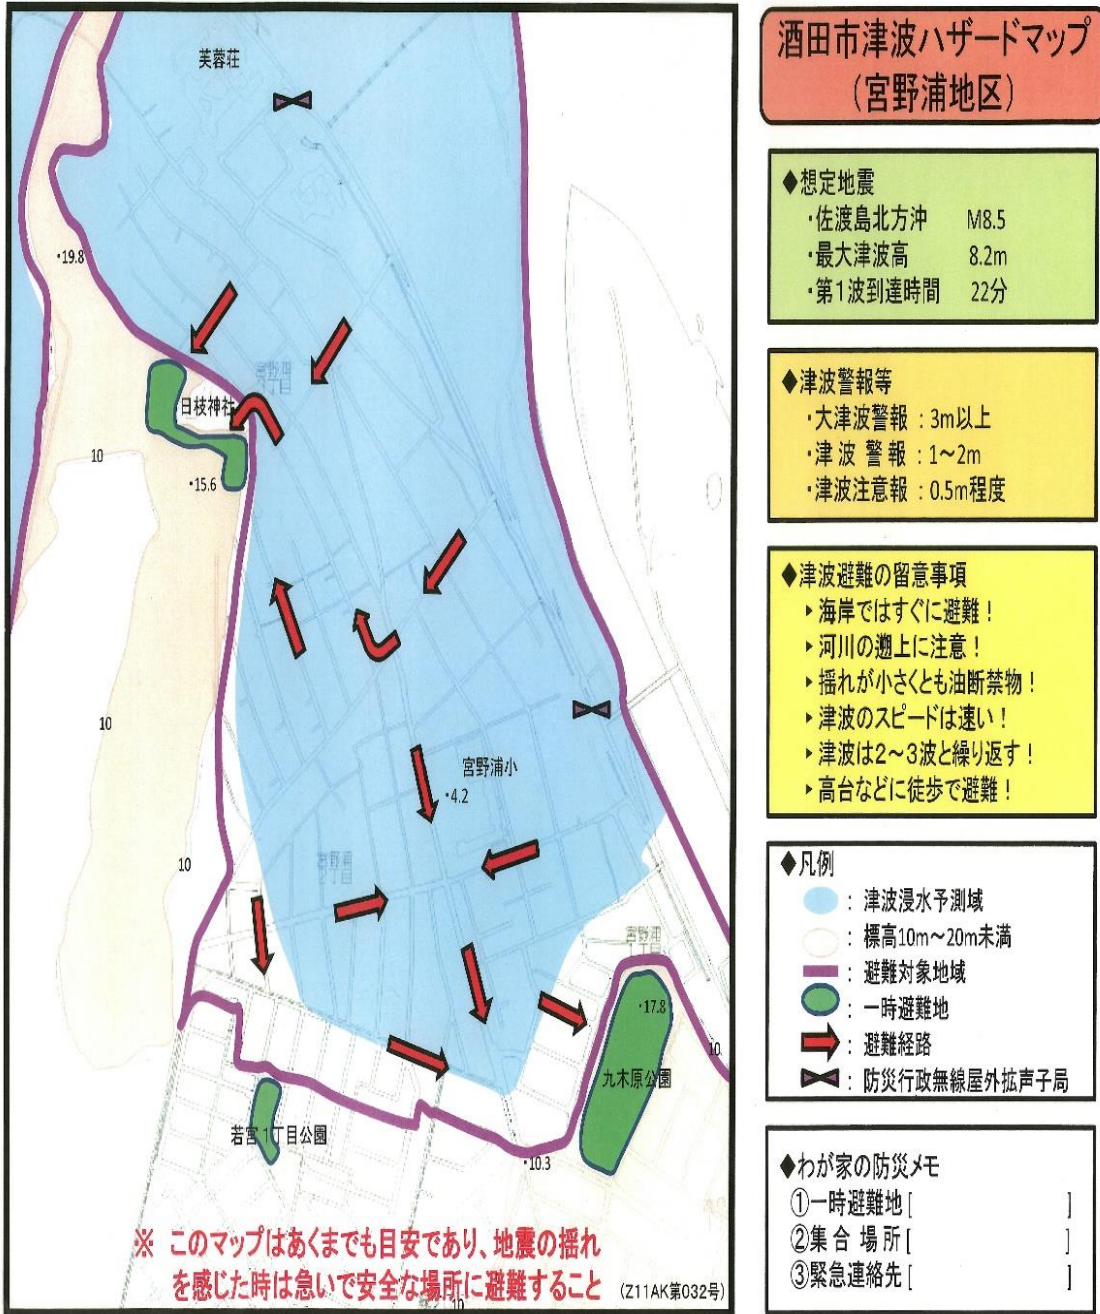 酒田市津波ハザードマップ
(宮野浦地区)
◆想定地震
・佐渡島北方沖 M8.5
・最大津波高 8.2m
・第1波到達時間 22分
◆津波警報等
・大津波警報 : 3m以上
・津 波 警 報 : 1~2m
・津波注意報 : 0.5m程度
◆津波避難の留意事項
▶海岸ではすぐに避難!
▶河川の遡上に注意!
▶揺れが小さくとも油断禁物!
▶津波のスピードは速い!
▶津波は2~3波と繰り返す!
▶高台などに徒歩で避難!
◆凡例
: 津波浸水予測域
: 標高10m~20m未満
: 避難対象地域
: 一時避難地
: 避難経路
: 防災行政無線屋外拡声子局
◆わが家の防災メモ
①一時避難地 [ ]
②集 合 場 所 [ ]
③緊急連絡先 [ ]
芙蓉荘
・19.8
日枝神社
10
・15.6
10
宮野浦小
・4.2
10
宮野浦
・17.8
10
九木原公園
若宮1丁目公園
・10.3
※ このマップはあくまでも目安であり、地震の揺れ
を感じた時は急いで安全な場所に避難すること
(Z11AK第032号)
10